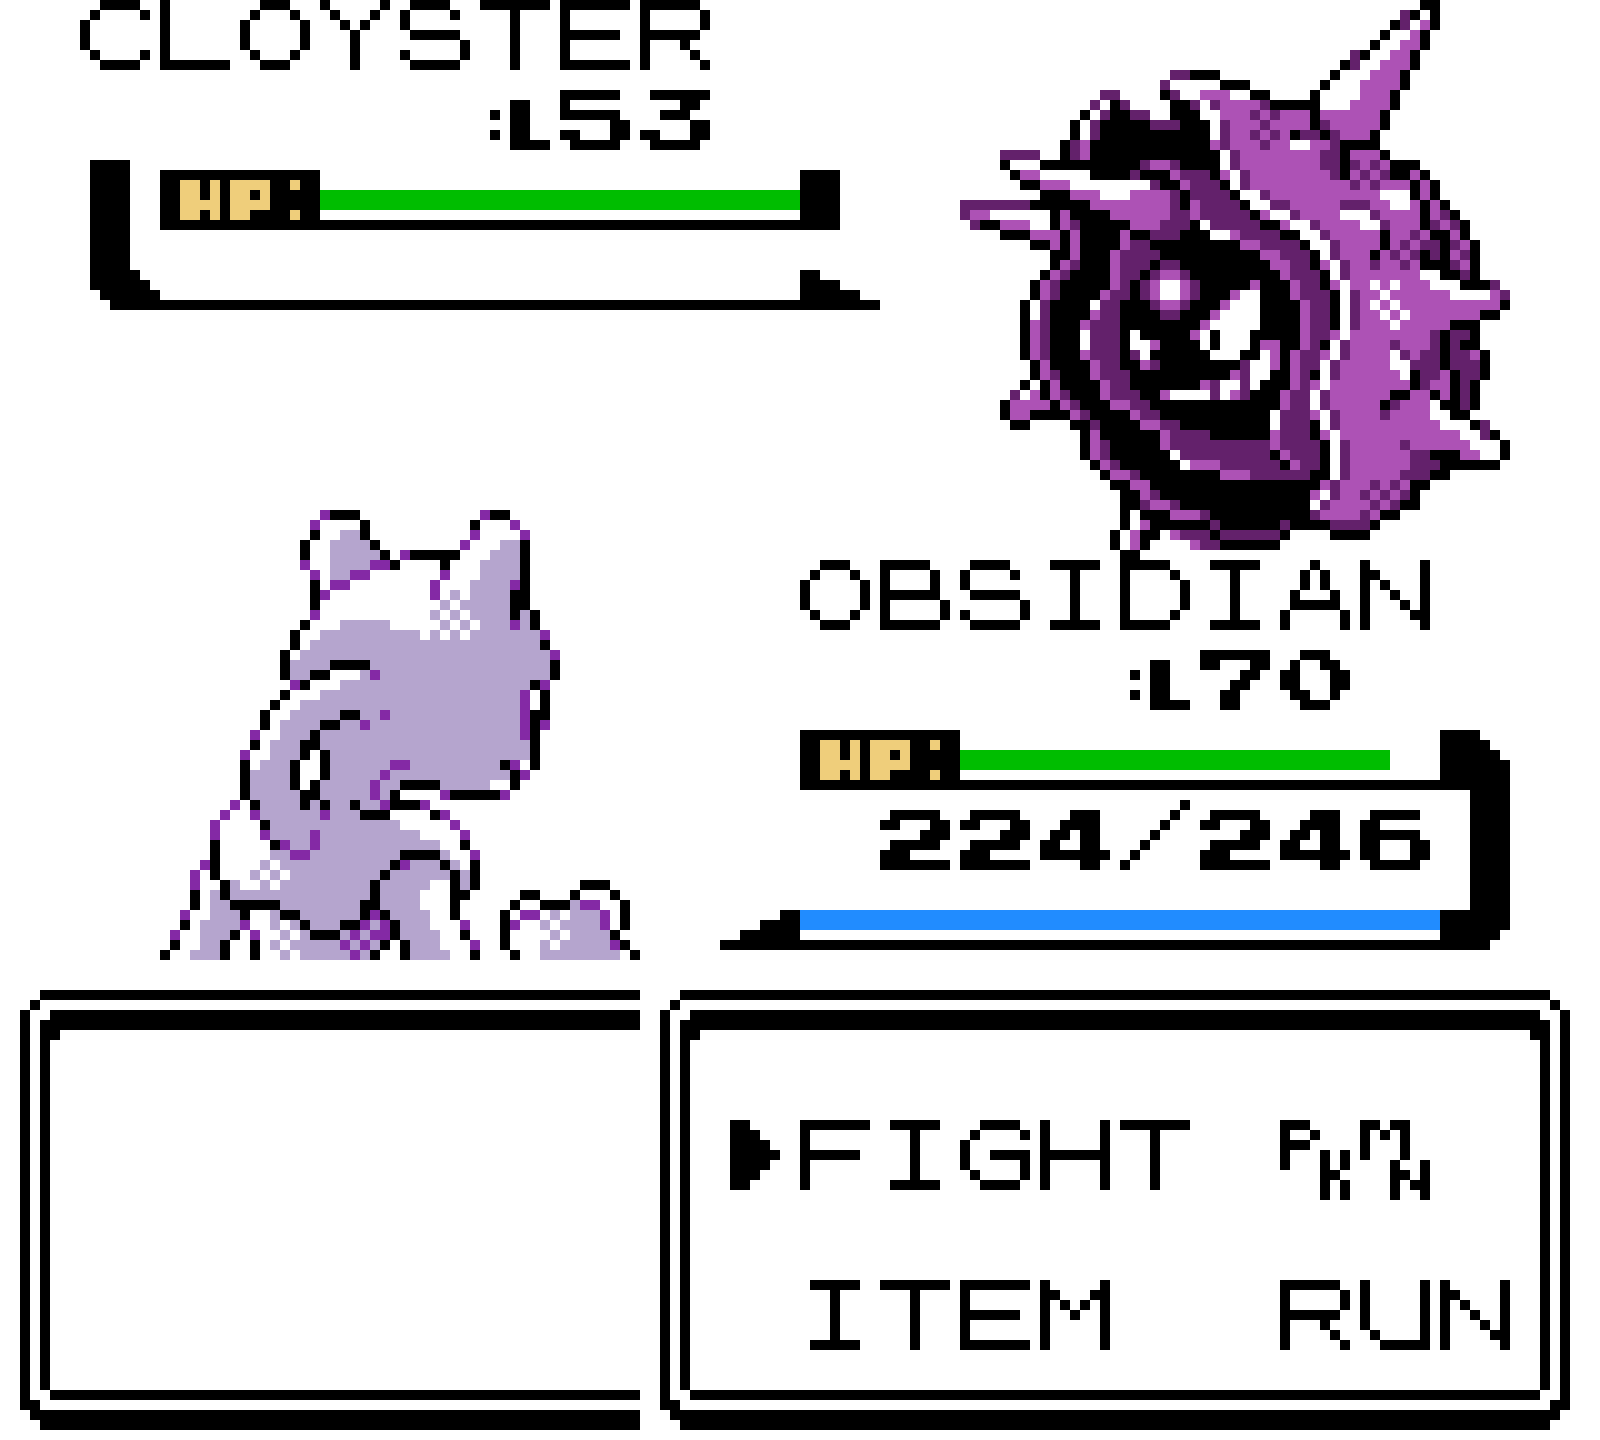 CLOYSTER
:L53
HP:
OBSIDIAN
:L70
HP:
224/246
FIGHT PKMN
ITEM RUN